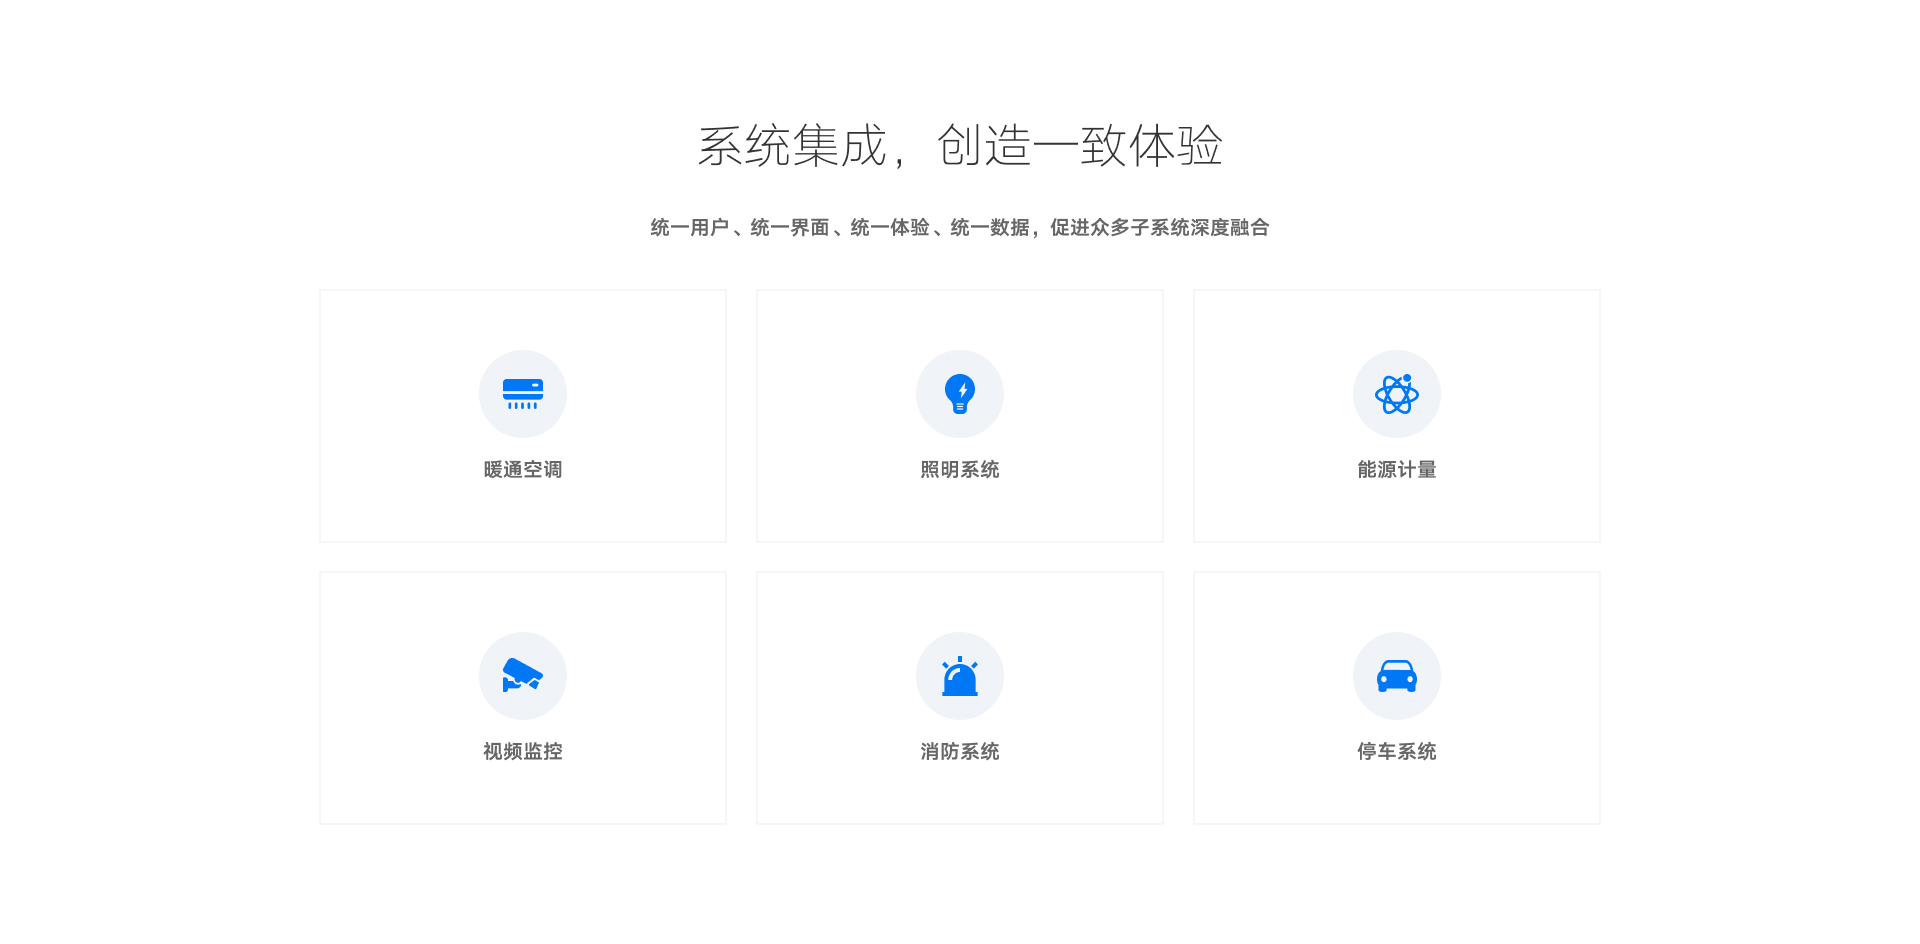 系统集成，创造一致体验
统一用户、统一界面、统一体验、统一数据，促进众多子系统深度融合
暖通空调
照明系统
能源计量
视频监控
消防系统
停车系统